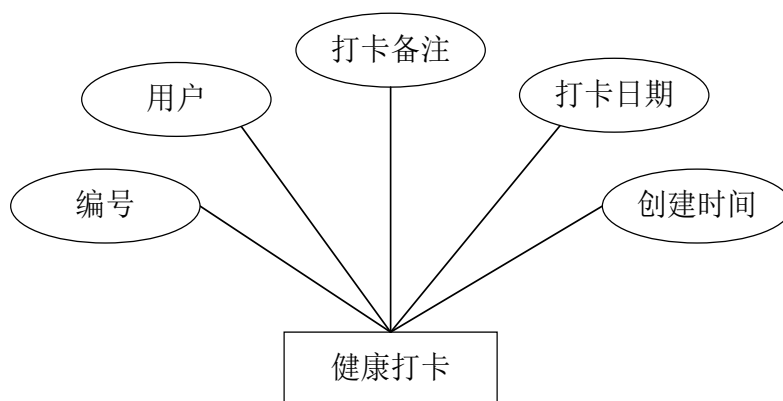 打卡备注
用户
打卡日期
编号
创建时间
健康打卡